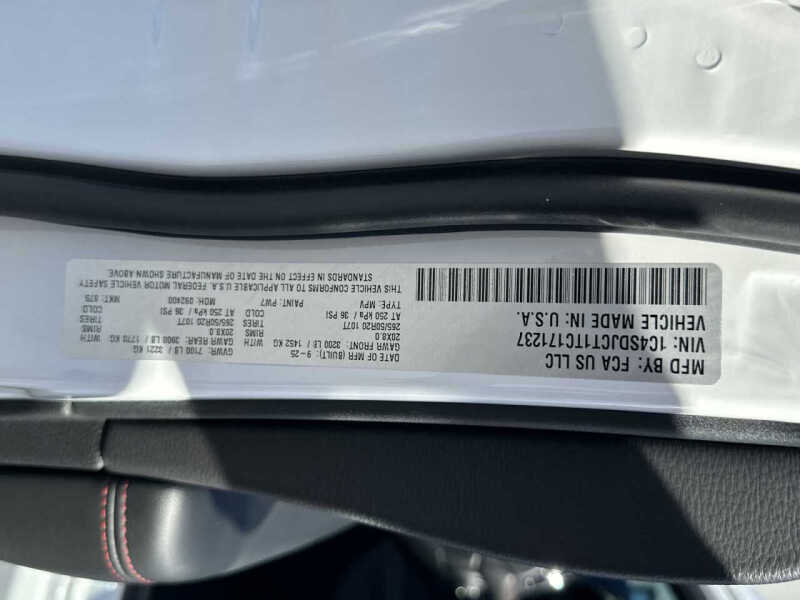 MFD BY: FCA US LLC
DATE OF MFR (BUILT): 9-25
GVWR: 7100 LB / 3221 KG
GAWR FRONT: 3200 LB / 1452 KG WITH
GAWR REAR: 3900 LB / 1770 KG WITH
20X8.0 RIMS
20X8.0 RIMS
265/50R20 107T TIRES
265/50R20 107T TIRES
AT 250 kPa / 36 PSI COLD
AT 250 kPa / 36 PSI COLD
VIN: 1C4SDJCT1TC171237
TYPE: MPV
PAINT: PW7
MDH: 092400
MKT: 875
VEHICLE MADE IN: U.S.A.
THIS VEHICLE CONFORMS TO ALL APPLICABLE U.S.A. FEDERAL MOTOR VEHICLE SAFETY
STANDARDS IN EFFECT ON THE DATE OF MANUFACTURE SHOWN ABOVE.